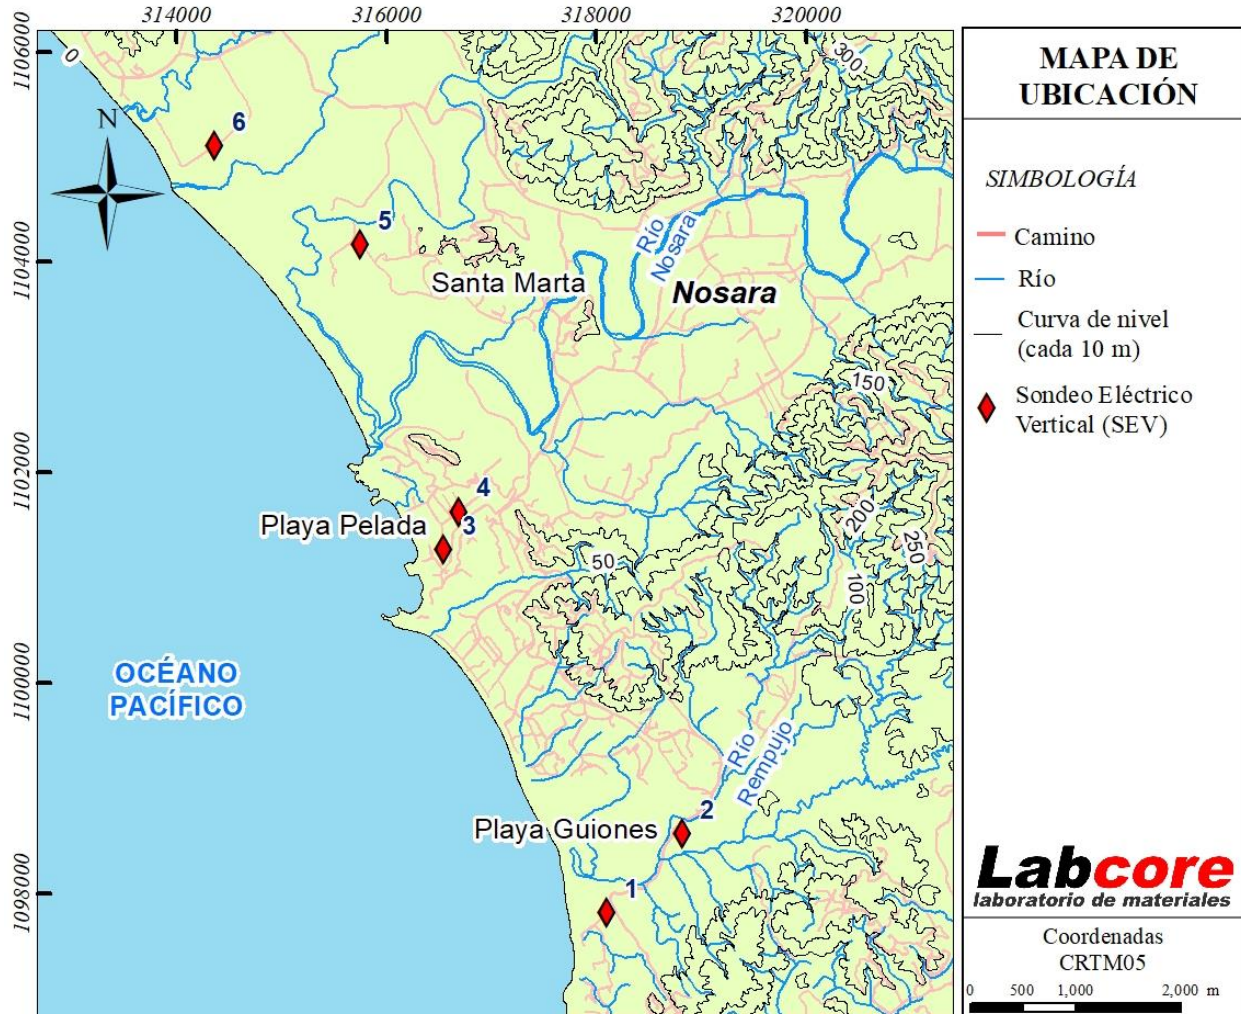 314000
316000
318000
320000
1106000
1104000
1102000
1100000
1098000
0
300
N
6
5
Río
Nosara
Santa Marta
Nosara
150
4
3
Playa Pelada
200
250
50
100
OCÉANO
PACÍFICO
Río
Rempujo
2
Playa Guiones
1
MAPA DE
UBICACIÓN
SIMBOLOGÍA
Camino
Río
Curva de nivel
(cada 10 m)
Sondeo Eléctrico
Vertical (SEV)
Labcore
laboratorio de materiales
Coordenadas
CRTM05
0 500 1,000 2,000 m